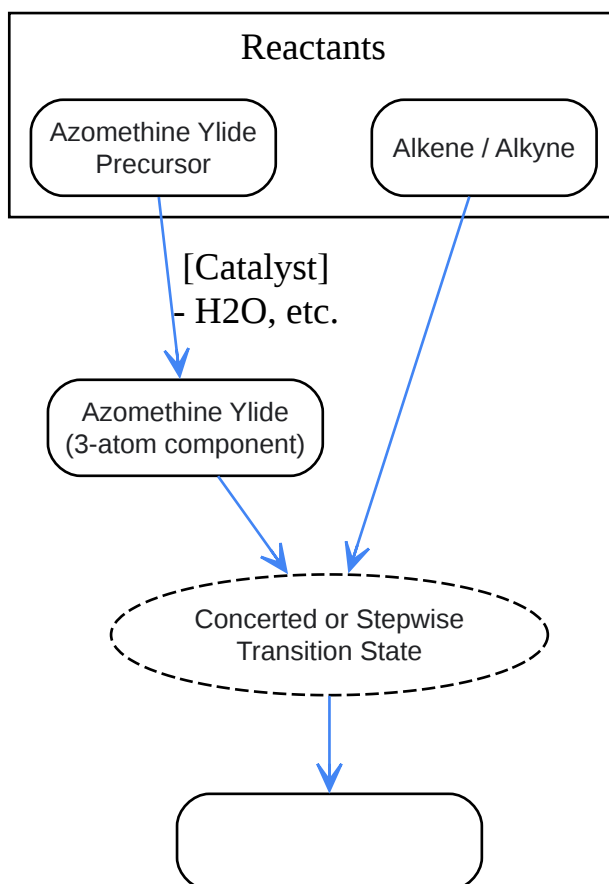 Reactants
Azomethine Ylide
Precursor
Alkene / Alkyne
[Catalyst]
- H2O, etc.
Azomethine Ylide
(3-atom component)
Concerted or Stepwise
Transition State